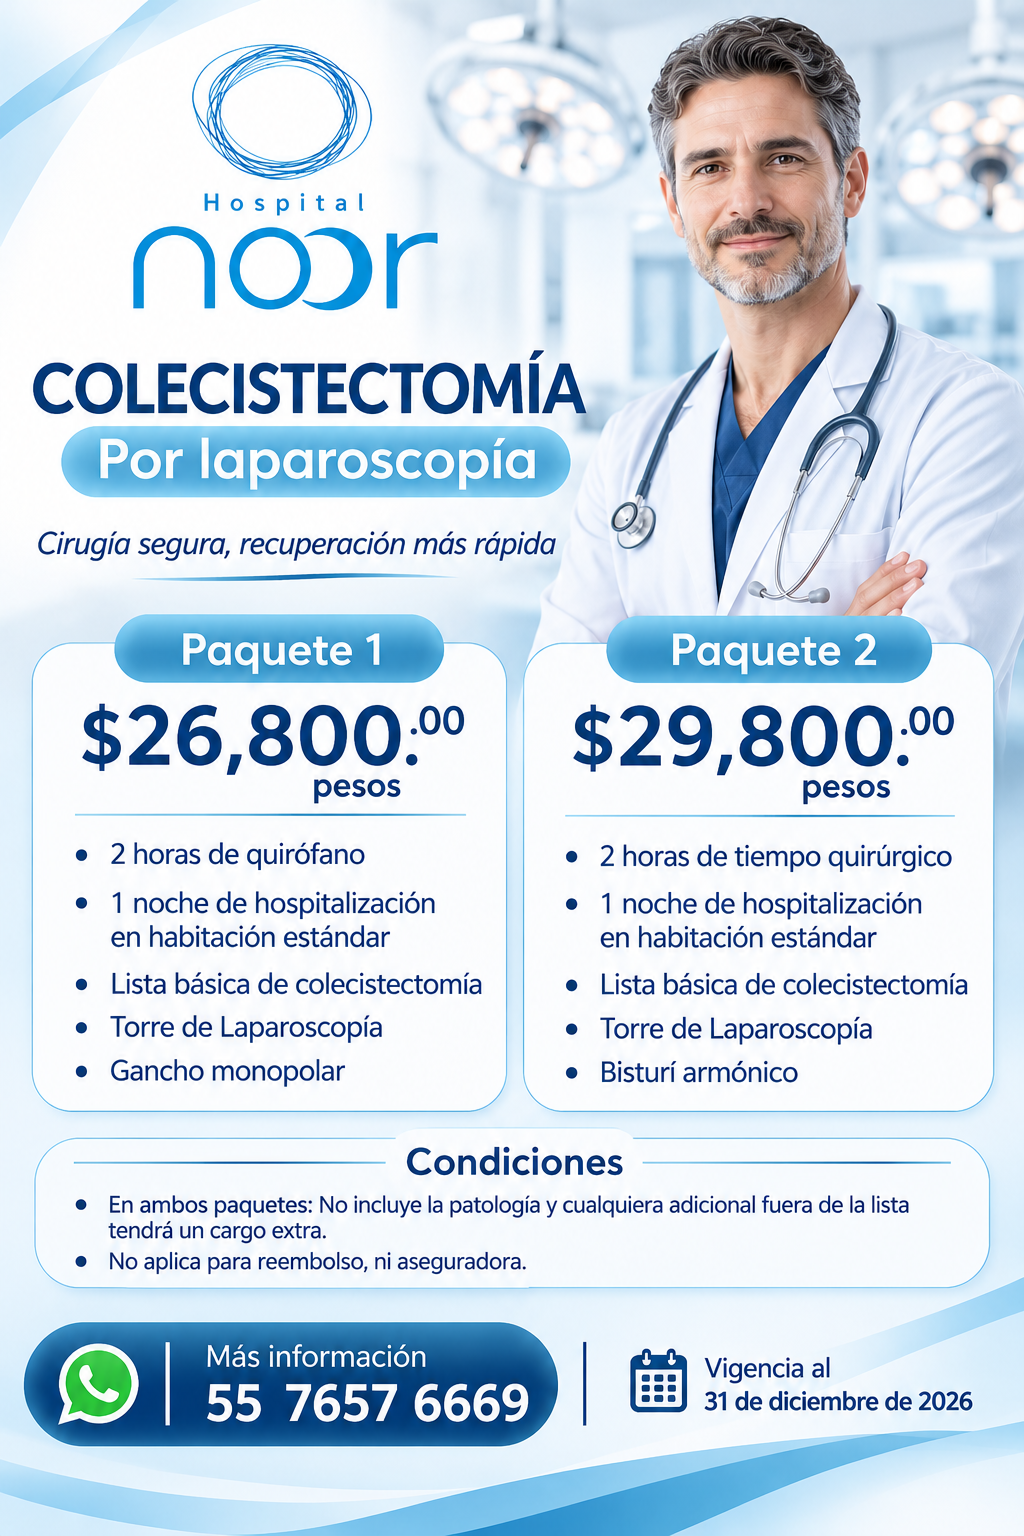 Hospital
noor
COLECISTECTOMÍA
Por laparoscopía
Cirugía segura, recuperación más rápida
Paquete 1
$26,800.00
pesos
• 2 horas de quirófano
• 1 noche de hospitalización
en habitación estándar
• Lista básica de colecistectomía
• Torre de Laparoscopía
• Gancho monopolar
Paquete 2
$29,800.00
pesos
• 2 horas de tiempo quirúrgico
• 1 noche de hospitalización
en habitación estándar
• Lista básica de colecistectomía
• Torre de Laparoscopía
• Bisturí armónico
Condiciones
• En ambos paquetes: No incluye la patología y cualquiera adicional fuera de la lista
tendrá un cargo extra.
• No aplica para reembolso, ni aseguradora.
Más información
55 7657 6669
Vigencia al
31 de diciembre de 2026